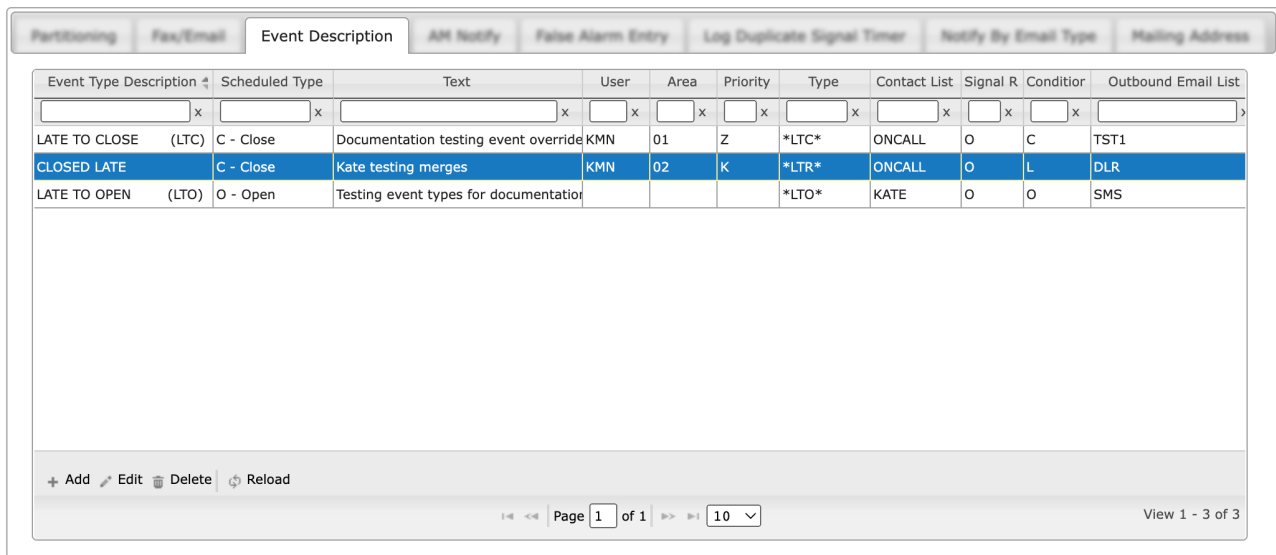 Partitioning Fax/Email Event Description AM Notify False Alarm Entry Log Duplicate Signal Timer Notify By Email Type Mailing Address
Event Type Description Scheduled Type Text User Area Priority Type Contact List Signal R Condition Outbound Email List
x x x x x x x x x x x
LATE TO CLOSE (LTC) C - Close Documentation testing event override KMN 01 Z *LTC* ONCALL O C TST1
CLOSED LATE C - Close Kate testing merges KMN 02 K *LTR* ONCALL O L DLR
LATE TO OPEN (LTO) O - Open Testing event types for documentation *LTO* KATE O O SMS
Add Edit Delete Reload
Page 1 of 1 10 View 1 - 3 of 3